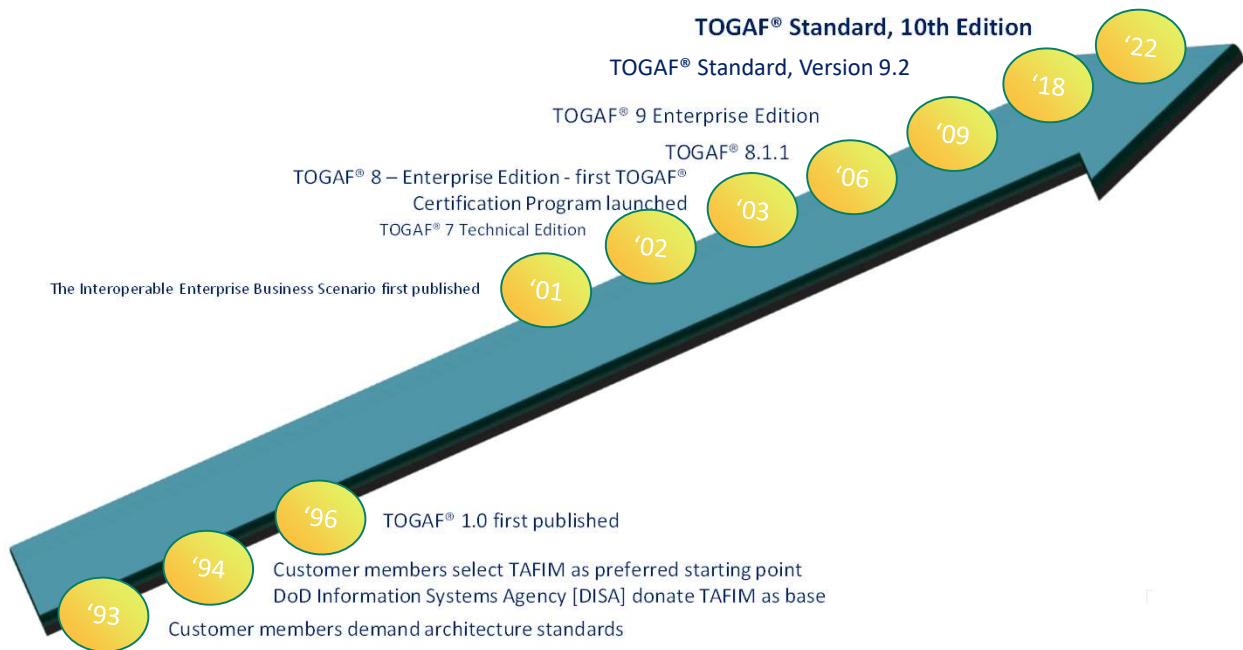 TOGAF® Standard, 10th Edition
‘22
TOGAF® Standard, Version 9.2
‘18
TOGAF® 9 Enterprise Edition
‘09
TOGAF® 8.1.1
‘06
TOGAF® 8 – Enterprise Edition - first TOGAF®
Certification Program launched
‘03
TOGAF® 7 Technical Edition
‘02
The Interoperable Enterprise Business Scenario first published
‘01
‘96
TOGAF® 1.0 first published
‘94
Customer members select TAFIM as preferred starting point
DoD Information Systems Agency [DISA] donate TAFIM as base
‘93
Customer members demand architecture standards